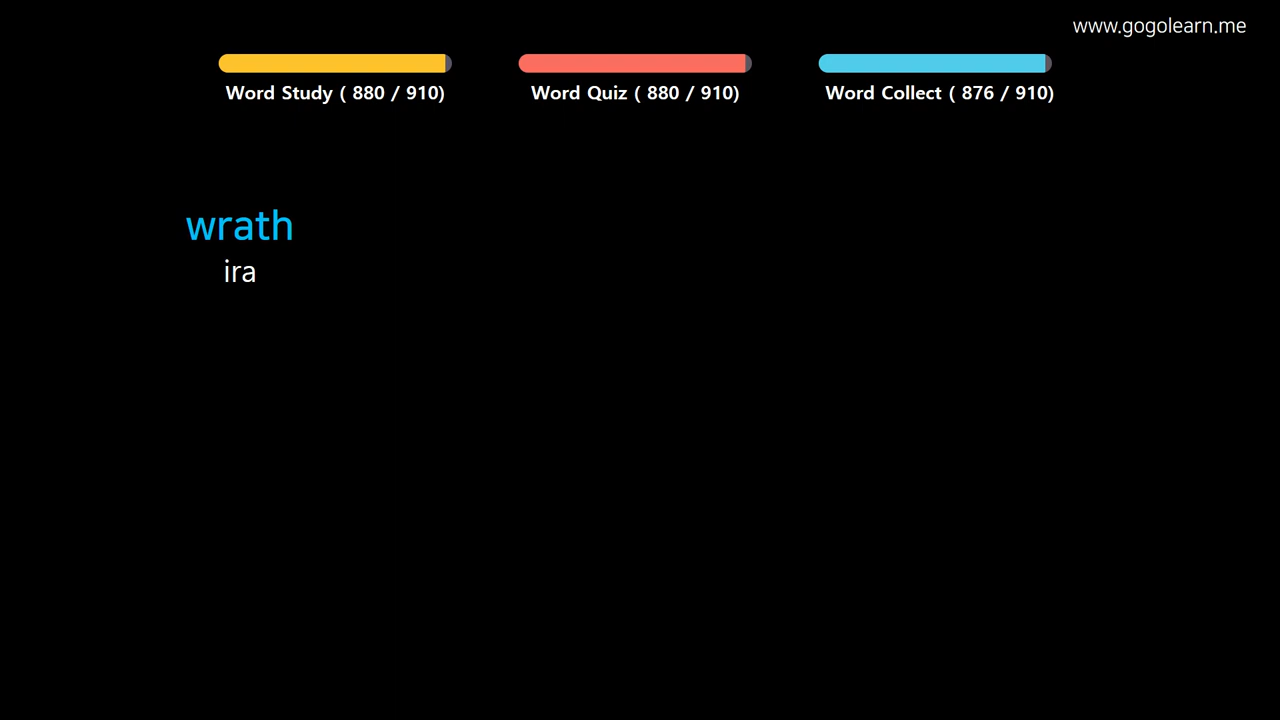 www.gogolearn.me
Word Study ( 880 / 910)
Word Quiz ( 880 / 910)
Word Collect ( 876 / 910)
wrath
ira